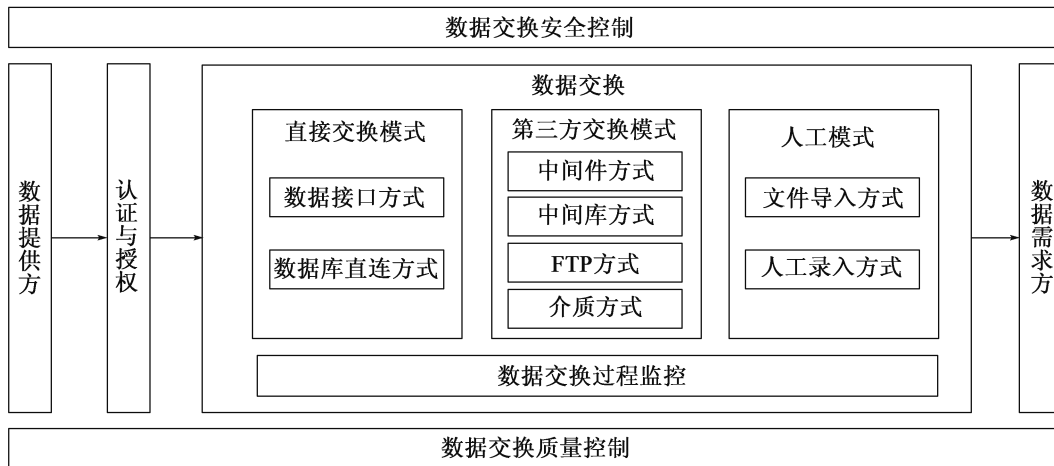 数据交换安全控制
数据提供方
认证与授权
数据交换
直接交换模式
数据接口方式
数据库直连方式
第三方交换模式
中间件方式
中间库方式
FTP方式
介质方式
人工模式
文件导入方式
人工录入方式
数据交换过程监控
数据需求方
数据交换质量控制